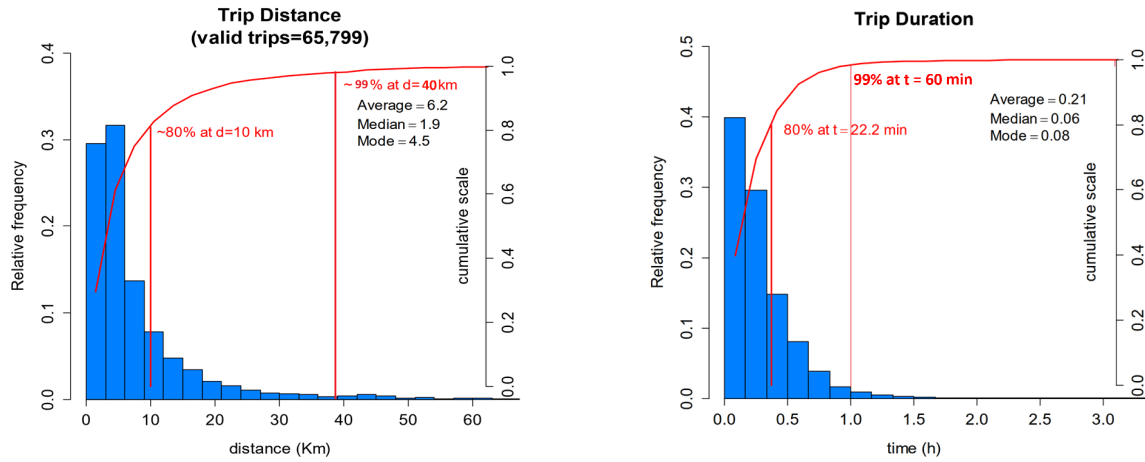 Trip Distance
(valid trips=65,799)
0.4
0.3
0.2
0.1
0.0
Relative frequency
~99% at d=40km
Average = 6.2
Median = 1.9
Mode = 4.5
~80% at d=10 km
1.0
0.8
0.6
0.4
0.2
0.0
cumulative scale
0
10
20
30
40
50
60
distance (Km)
Trip Duration
0.5
0.4
0.3
0.2
0.1
0.0
Relative frequency
99% at t = 60 min
Average = 0.21
Median = 0.06
Mode = 0.08
80% at t = 22.2 min
1.0
0.8
0.6
0.4
0.2
0.0
cumulative scale
0.0
0.5
1.0
2.0
2.5
3.0
time (h)